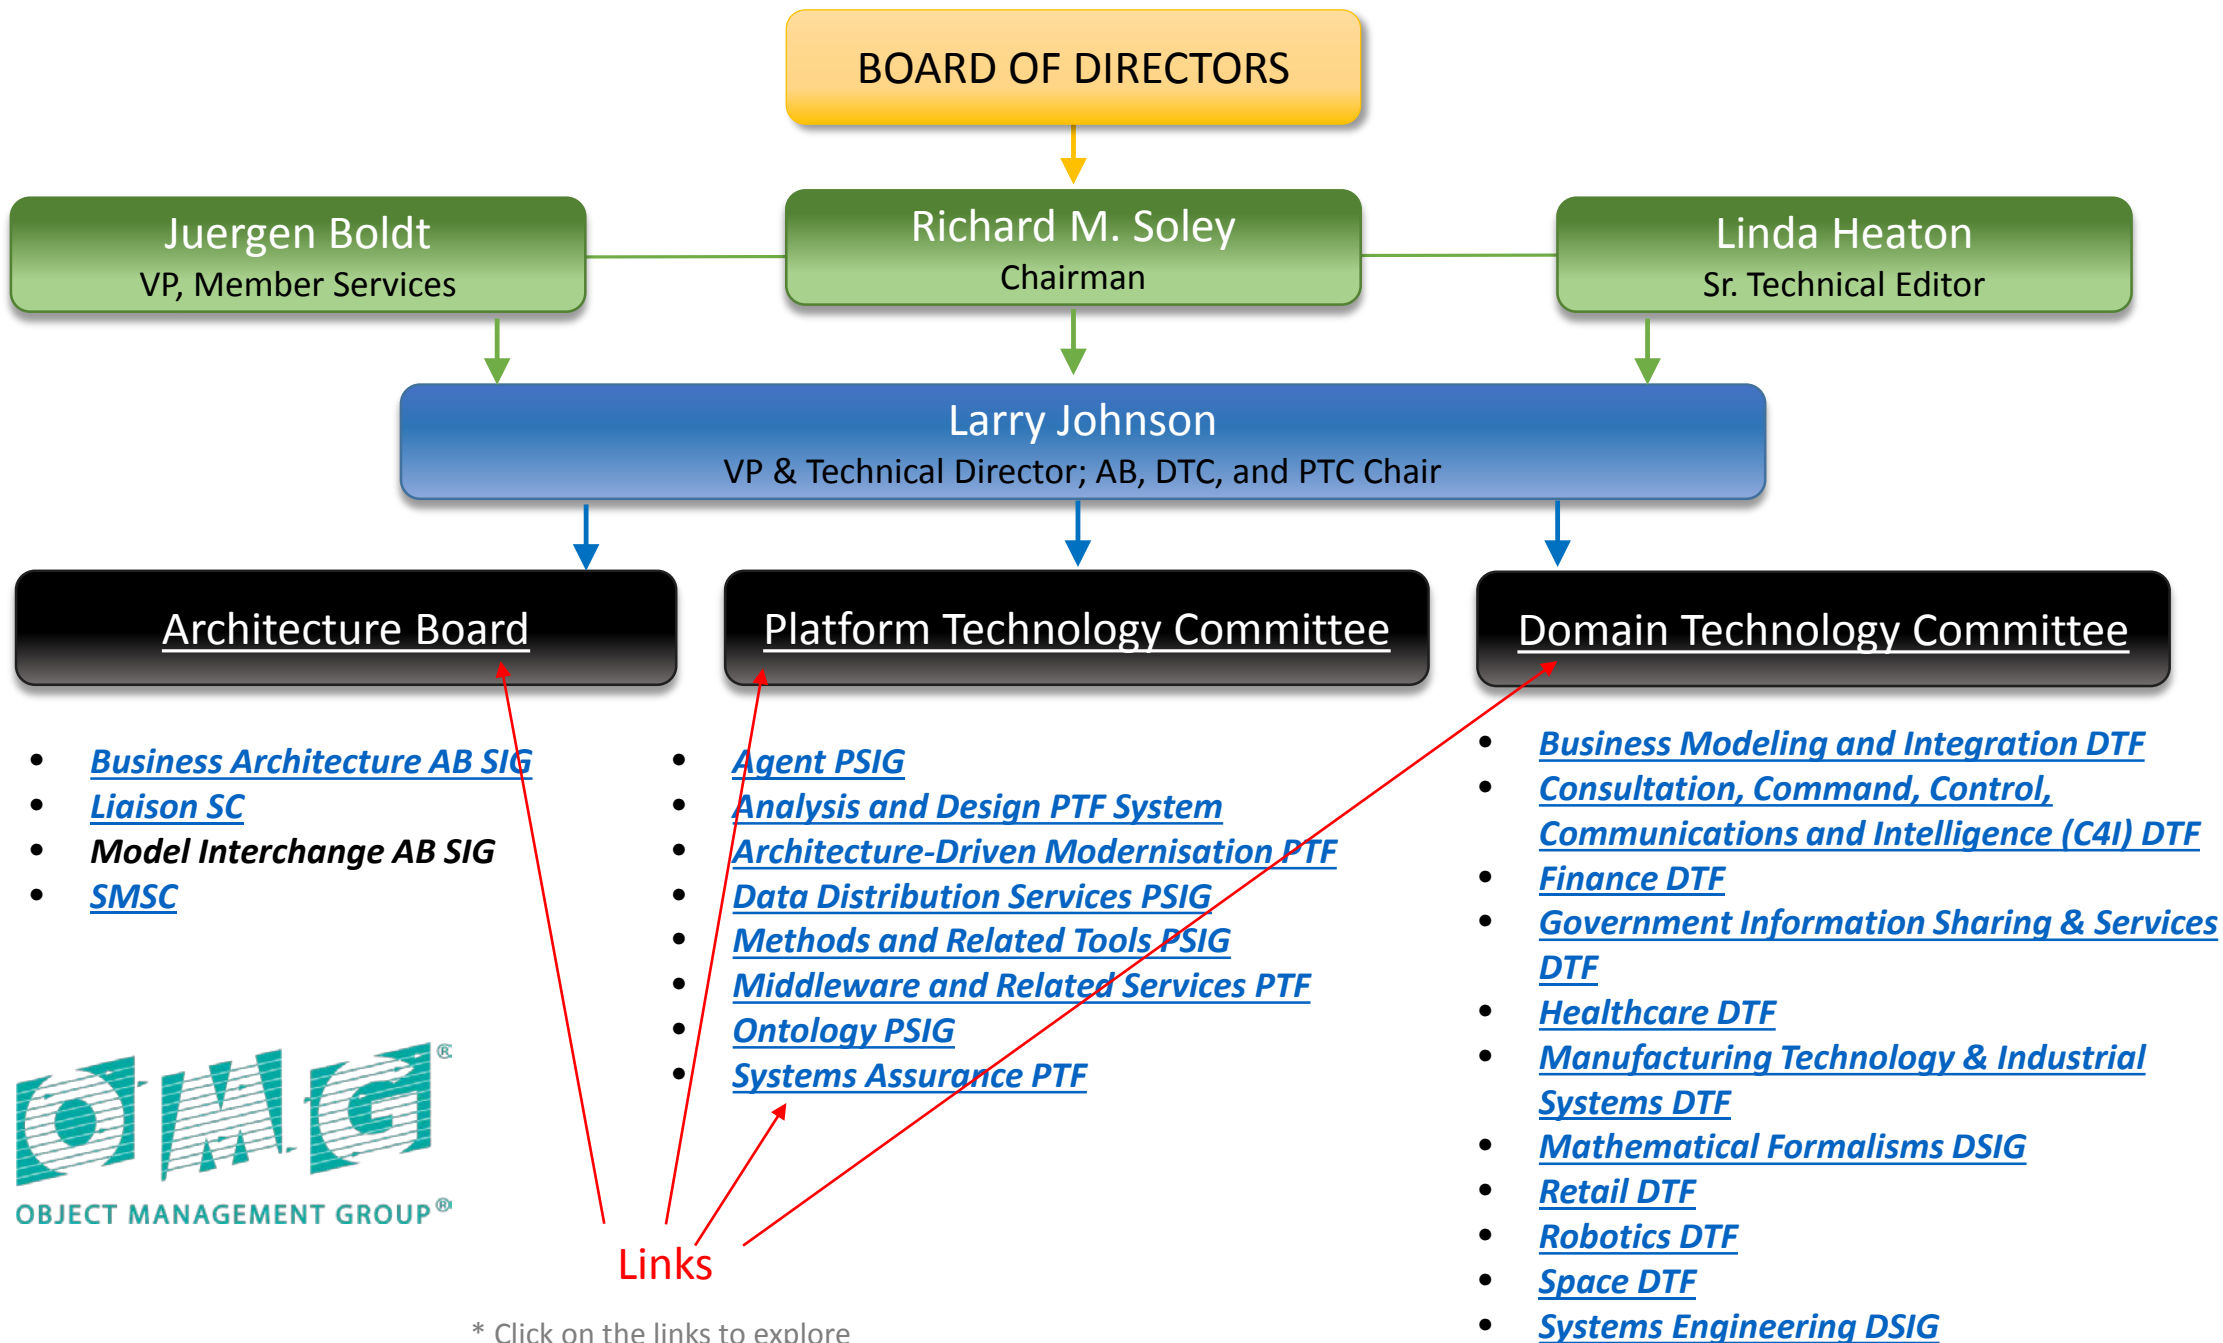 BOARD OF DIRECTORS
Juergen Boldt
VP, Member Services
Richard M. Soley
Chairman
Linda Heaton
Sr. Technical Editor
Larry Johnson
VP & Technical Director; AB, DTC, and PTC Chair
Architecture Board
Platform Technology Committee
Domain Technology Committee
• Business Architecture AB SIG
• Liaison SC
• Model Interchange AB SIG
• SMSC
• Agent PSIG
• Analysis and Design PTF System
• Architecture-Driven Modernisation PTF
• Data Distribution Services PSIG
• Methods and Related Tools PSIG
• Middleware and Related Services PTF
• Ontology PSIG
• Systems Assurance PTF
• Business Modeling and Integration DTF
• Consultation, Command, Control,
Communications and Intelligence (C4I) DTF
• Finance DTF
• Government Information Sharing & Services
DTF
• Healthcare DTF
• Manufacturing Technology & Industrial
Systems DTF
• Mathematical Formalisms DSIG
• Retail DTF
• Robotics DTF
• Space DTF
• Systems Engineering DSIG
OMG®
OBJECT MANAGEMENT GROUP®
Links
* Click on the links to explore